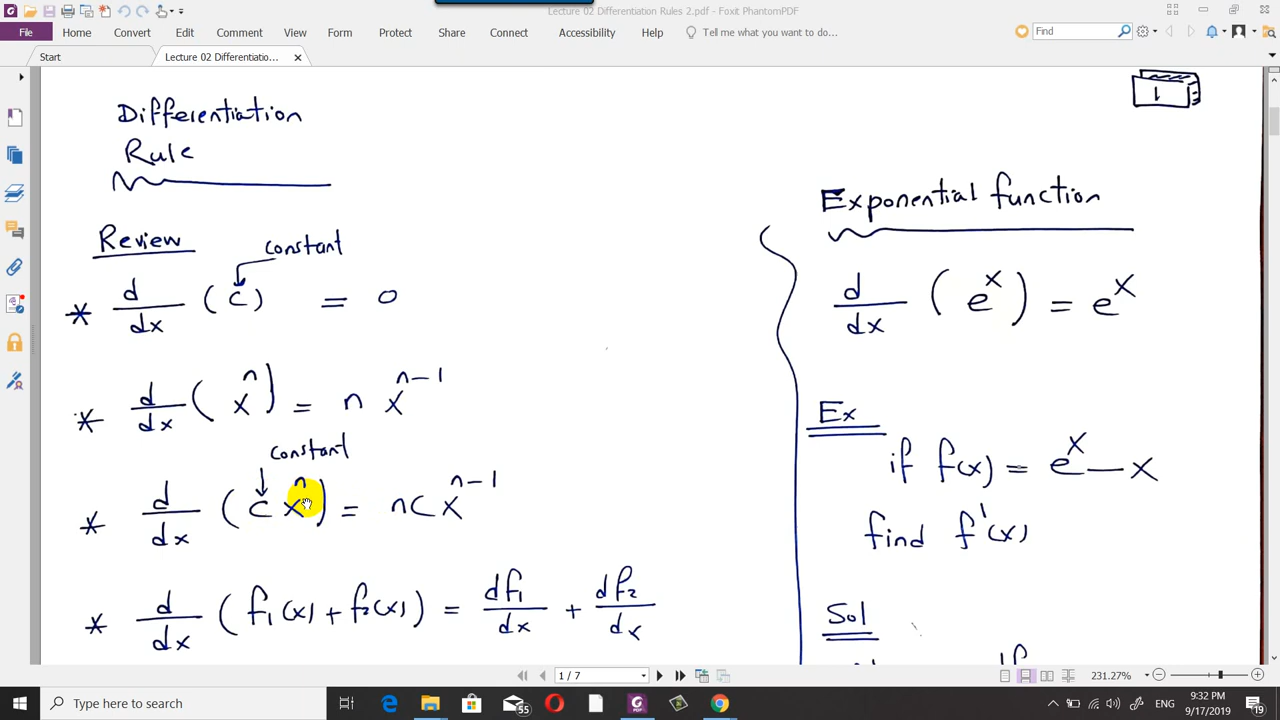 Lecture 02 Differentiation Rules 2.pdf - Foxit PhantomPDF
File Home Convert Edit Comment View Form Protect Share Connect Accessibility Help Tell me what you want to do... Find
Start Lecture 02 Differentiatio...
1
Differentiation
Rule
Review
constant
* d/dx (c) = 0
* d/dx (x^n) = n x^{n-1}
constant
* d/dx (c x^n) = nc x^{n-1}
* d/dx (f₁(x) + f₂(x)) = df₁/dx + df₂/dx
Exponential function
d/dx (e^x) = e^x
Ex
if f(x) = e^x - x
find f'(x)
Sol
1 / 7 231.27%
Type here to search 55 ENG 9:32 PM 9/17/2019 19